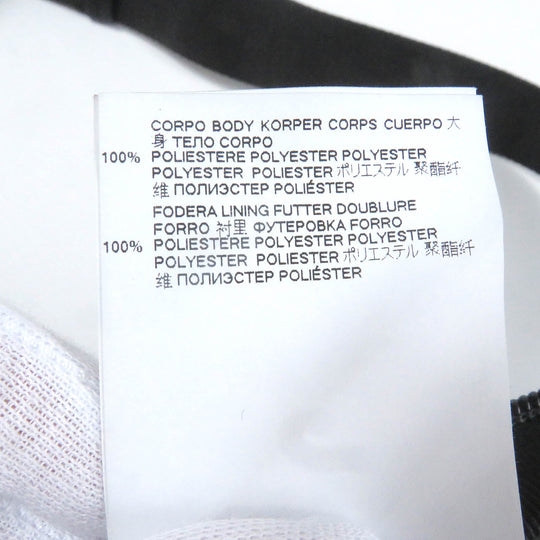 CORPO BODY KORPER CORPS CUERPO 大
身 ТЕЛО CORPO
100% POLIESTERE POLYESTER POLYESTER
POLYESTER POLIESTER ポリエステル 聚酯纤
维 ПОЛИЭСТЕР POLIÉSTER
FODERA LINING FUTTER DOUBLURE
FORRO 衬里 ФУТЕРОВКА FORRO
100% POLIESTERE POLYESTER POLYESTER
POLYESTER POLIESTER ポリエステル 聚酯纤
维 ПОЛИЭСТЕР POLIÉSTER